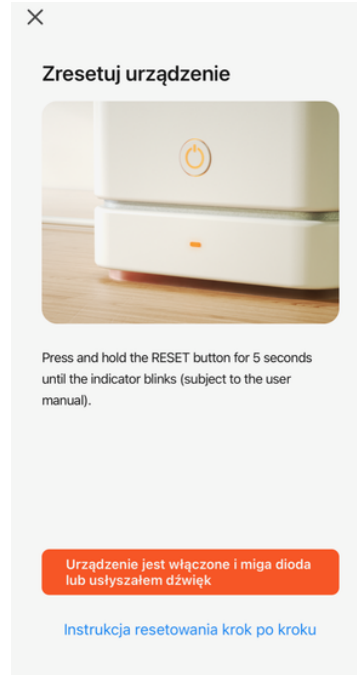 Zresetuj urządzenie
Press and hold the RESET button for 5 seconds
until the indicator blinks (subject to the user
manual).
Urządzenie jest włączone i miga dioda
lub usłyszałem dźwięk
Instrukcja resetowania krok po kroku